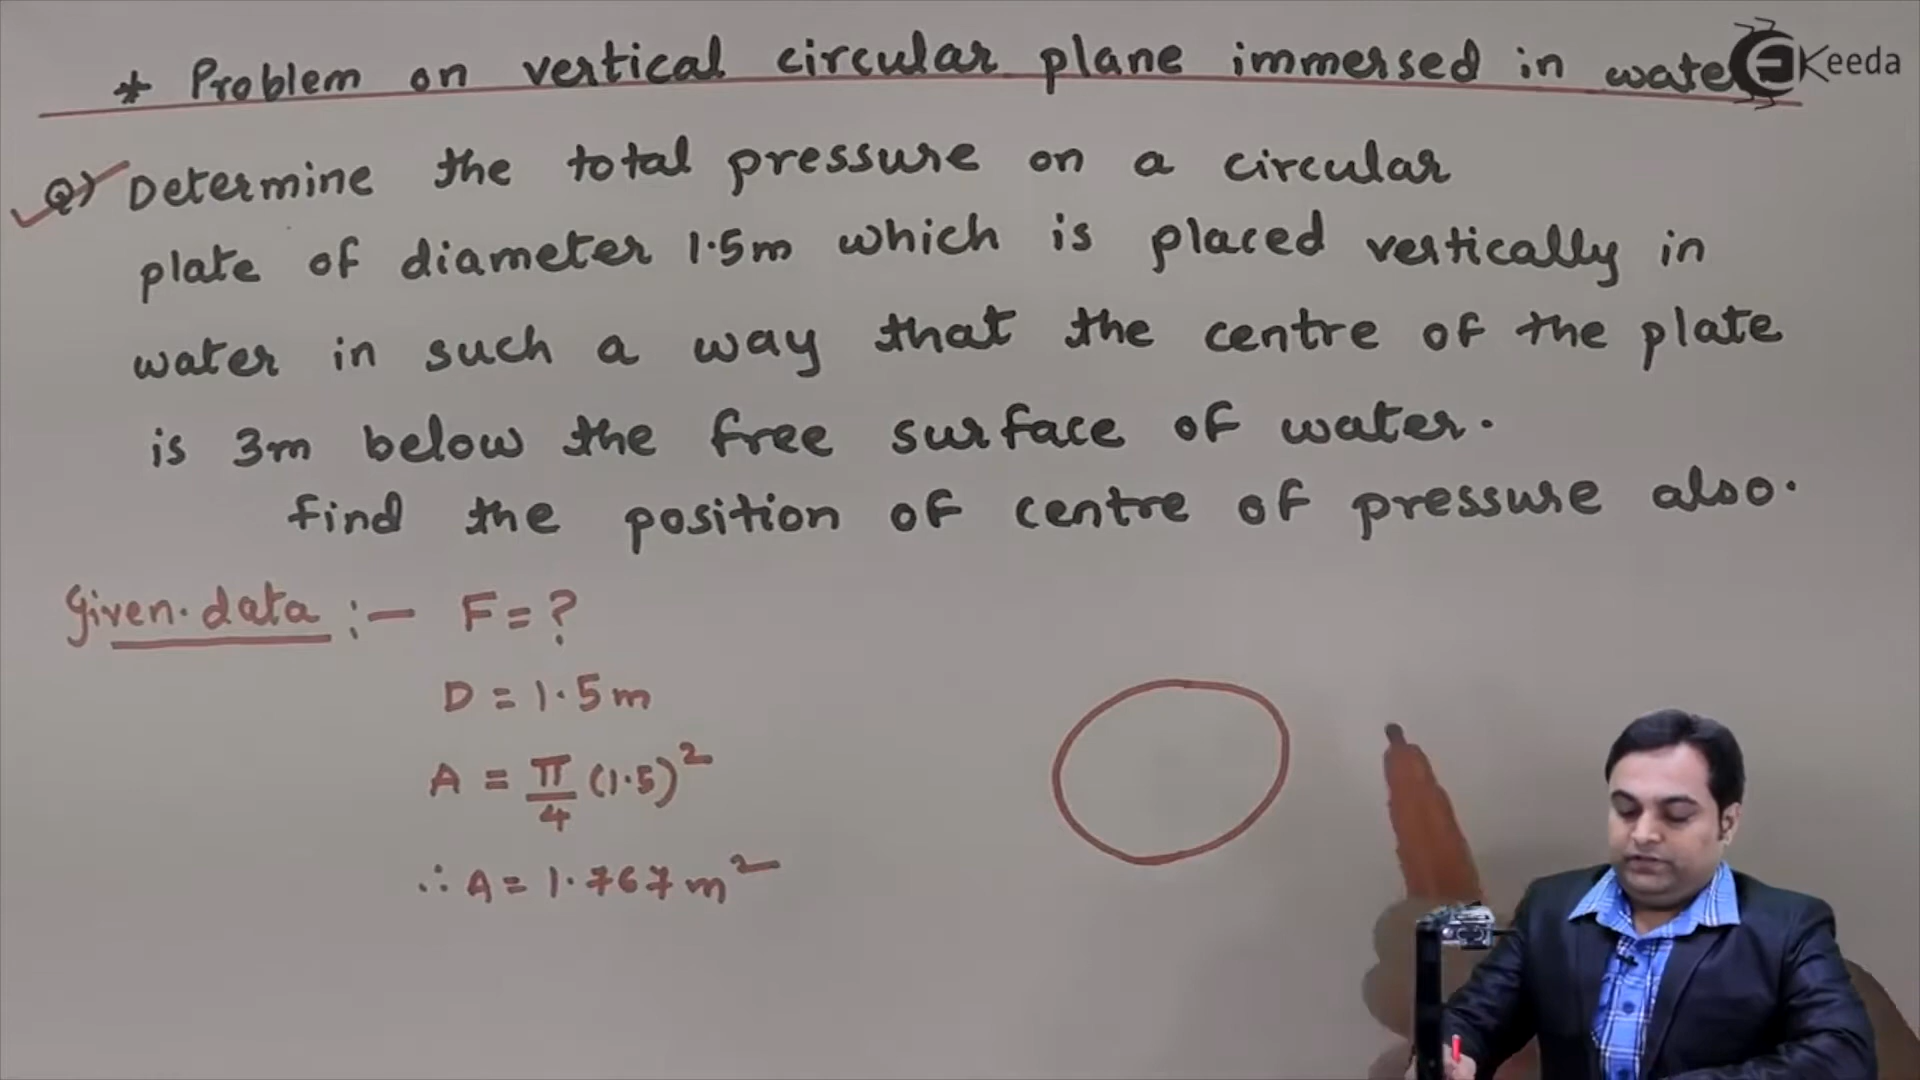 * Problem on vertical circular plane immersed in water
Keeda
Q) Determine the total pressure on a circular
plate of diameter 1.5m which is placed vertically in
water in such a way that the centre of the plate
is 3m below the free surface of water.
find the position of centre of pressure also.
Given data :- F = ?
D = 1.5 m
A = π/4 (1.5)²
∴ A = 1.767 m²